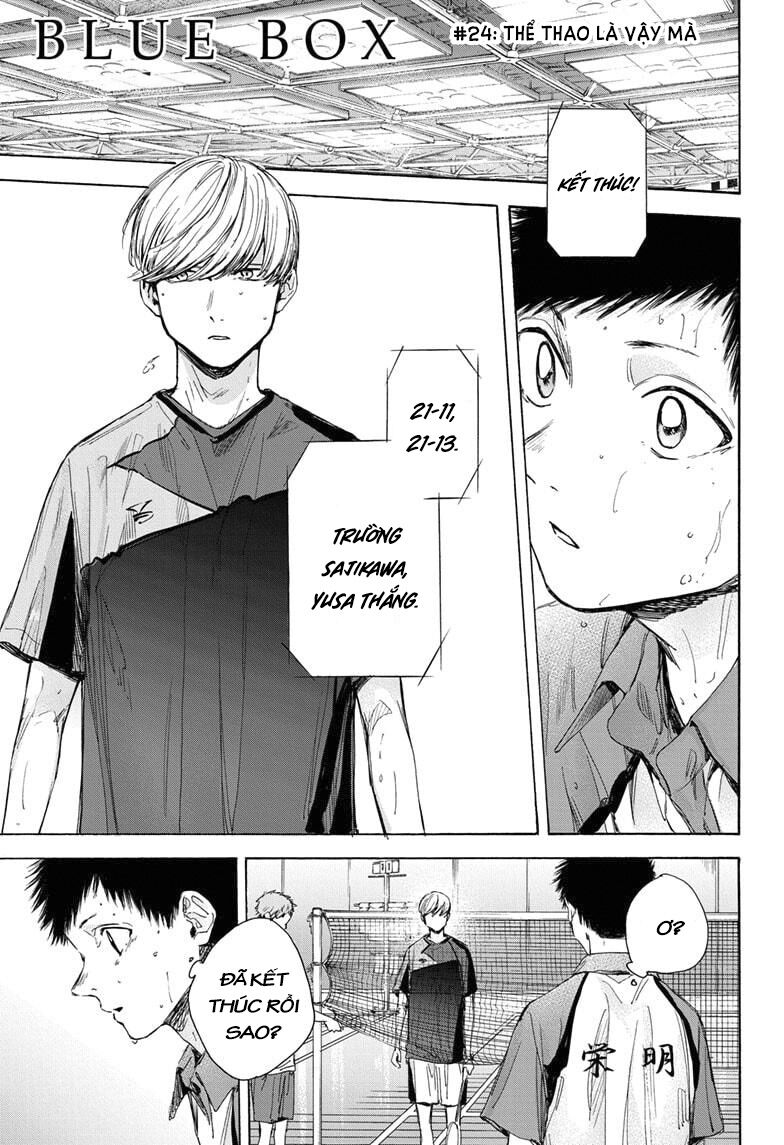 BLUE BOX
#24: THỂ THAO LÀ VẬY MÀ
KẾT THÚC!
21-11,
21-13.
TRƯỜNG
SAJIKAWA,
YUSA THẮNG.
Ơ?
ĐÃ KẾT
THÚC RỒI
SAO?
栄明